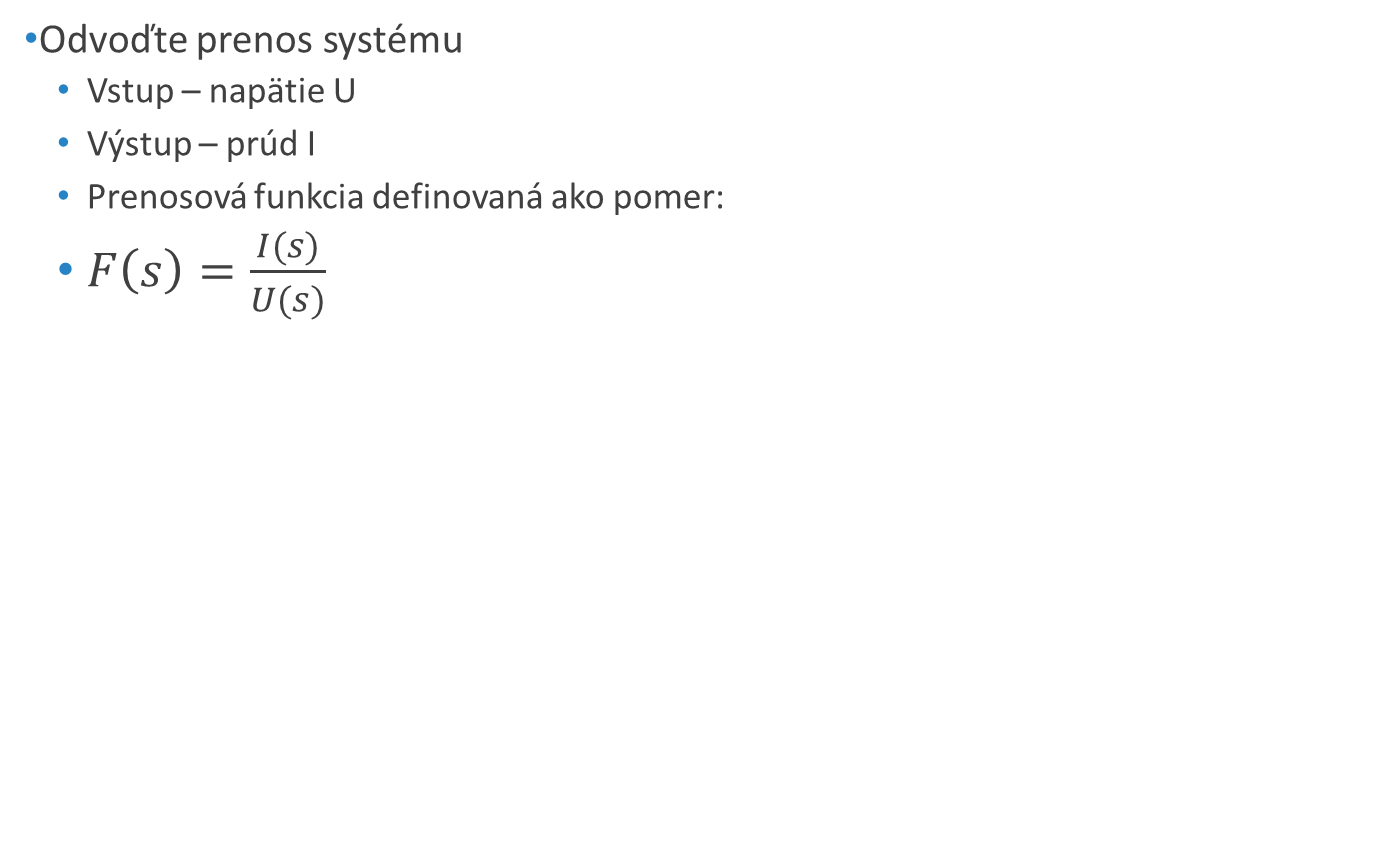 •Odvoďte prenos systému
• Vstup – napätie U
• Výstup – prúd I
• Prenosová funkcia definovaná ako pomer:
• F(s) = I(s)/U(s)